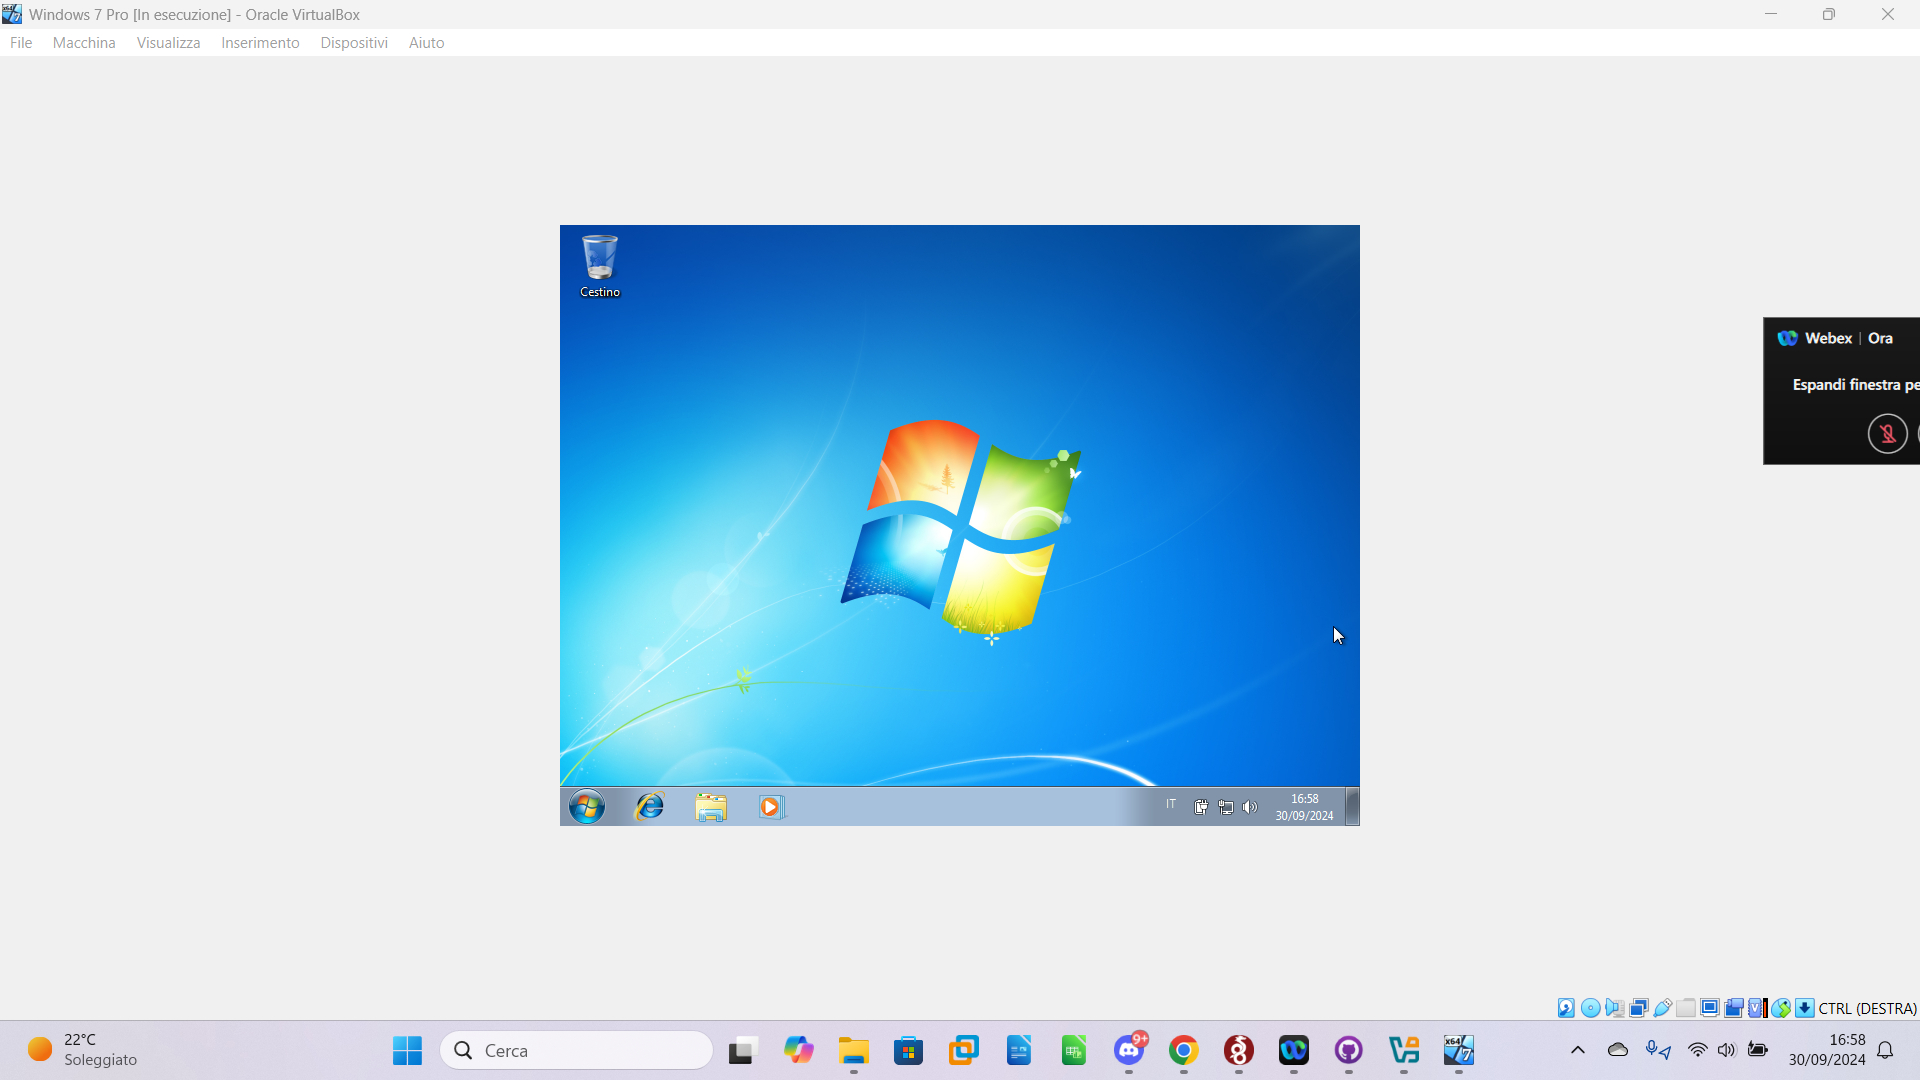 Windows 7 Pro [In esecuzione] - Oracle VirtualBox
File Macchina Visualizza Inserimento Dispositivi Aiuto
Cestino
Webex | Ora
Espandi finestra pe
IT
16:58
30/09/2024
CTRL (DESTRA)
22°C
Soleggiato
Cerca
9+
x64
7
16:58
30/09/2024